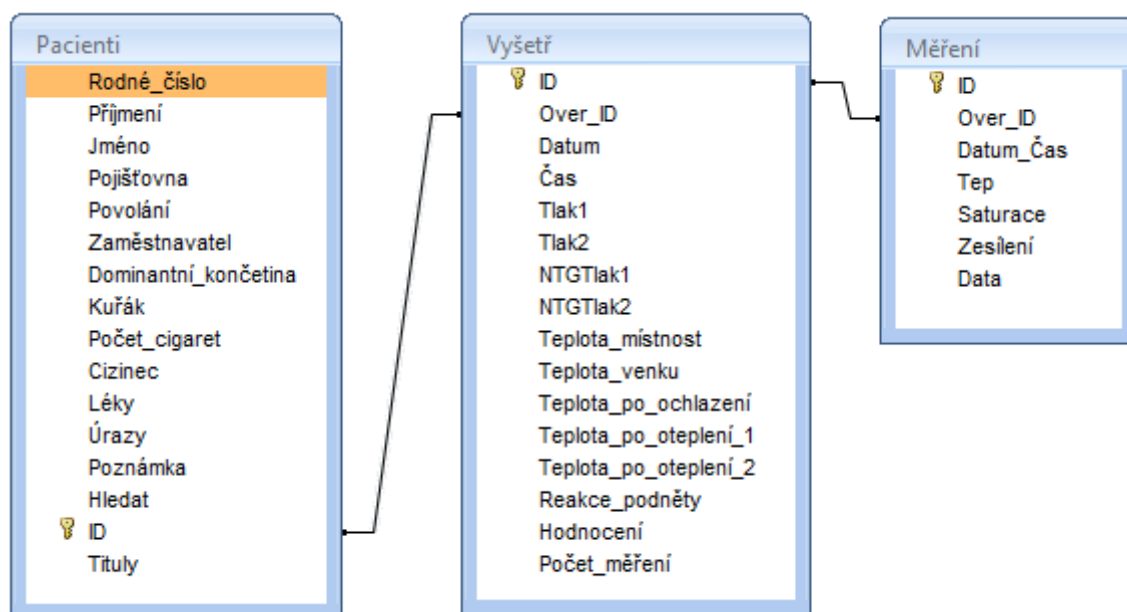 Pacienti
Rodné_číslo
Příjmení
Jméno
Pojišťovna
Povolání
Zaměstnavatel
Dominantní_končetina
Kuřák
Počet_cigaret
Cizinec
Léky
Úrazy
Poznámka
Hledat
ID
Tituly
Vyšetř
ID
Over_ID
Datum
Čas
Tlak1
Tlak2
NTGTlak1
NTGTlak2
Teplota_místnost
Teplota_venku
Teplota_po_ochlazení
Teplota_po_oteplení_1
Teplota_po_oteplení_2
Reakce_podněty
Hodnocení
Počet_měření
Měření
ID
Over_ID
Datum_Čas
Tep
Saturace
Zesílení
Data